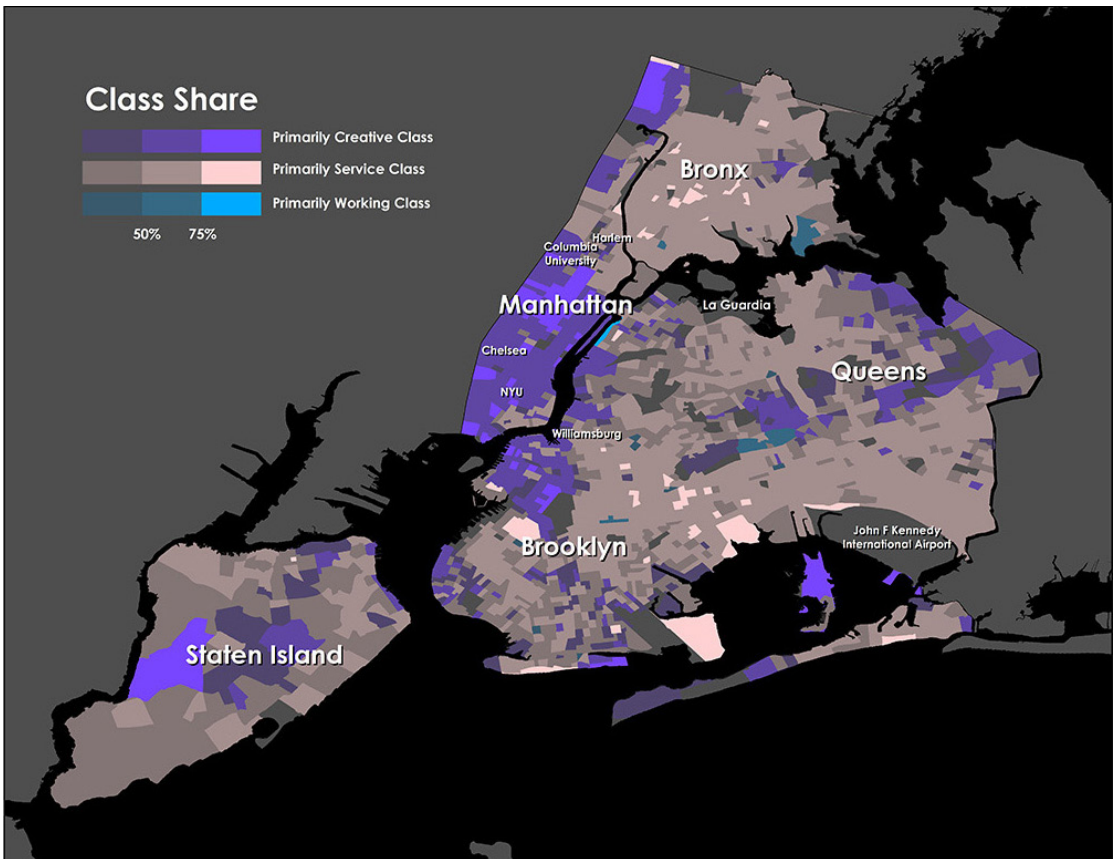 Class Share
Primarily Creative Class
Primarily Service Class
Primarily Working Class
50% 75%
Bronx
Harlem
Columbia
University
Manhattan
La Guardia
Chelsea
Queens
NYU
Williamsburg
John F Kennedy
International Airport
Brooklyn
Staten Island